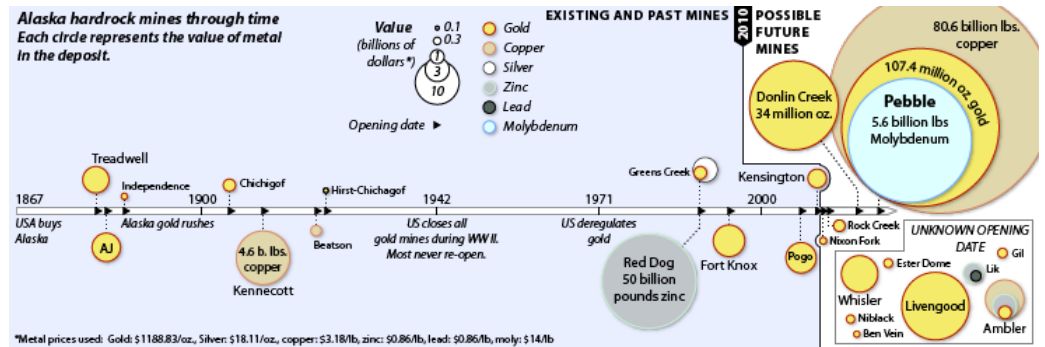 Alaska hardrock mines through time
Each circle represents the value of metal
in the deposit.
Value
(billions of
dollars*)
0.1
0.3
1
3
10
Opening date
Gold
Copper
Silver
Zinc
Lead
Molybdenum
EXISTING AND PAST MINES
2010
POSSIBLE
FUTURE
MINES
80.6 billion lbs.
copper
107.4 million oz. gold
Pebble
5.6 billion lbs
Molybdenum
Donlin Creek
34 million oz.
Treadwell
Independence
Chichigof
Hirst-Chichagof
Greens Creek
Kensington
1867
1900
1942
1971
2000
USA buys
Alaska
Alaska gold rushes
US closes all
gold mines during WW II.
Most never re-open.
US deregulates
gold
AJ
4.6 b. lbs.
copper
Kennecott
Beatson
Red Dog
50 billion
pounds zinc
Fort Knox
Pogo
Rock Creek
Nixon Fork
UNKNOWN OPENING
DATE
Gil
Ester Dome
Lik
Whisler
Livengood
Niblack
Ben Vein
Ambler
*Metal prices used: Gold: $1188.83/oz., Silver: $18.11/oz., copper: $3.18/lb, zinc: $0.86/lb, lead: $0.86/lb, moly: $14/lb